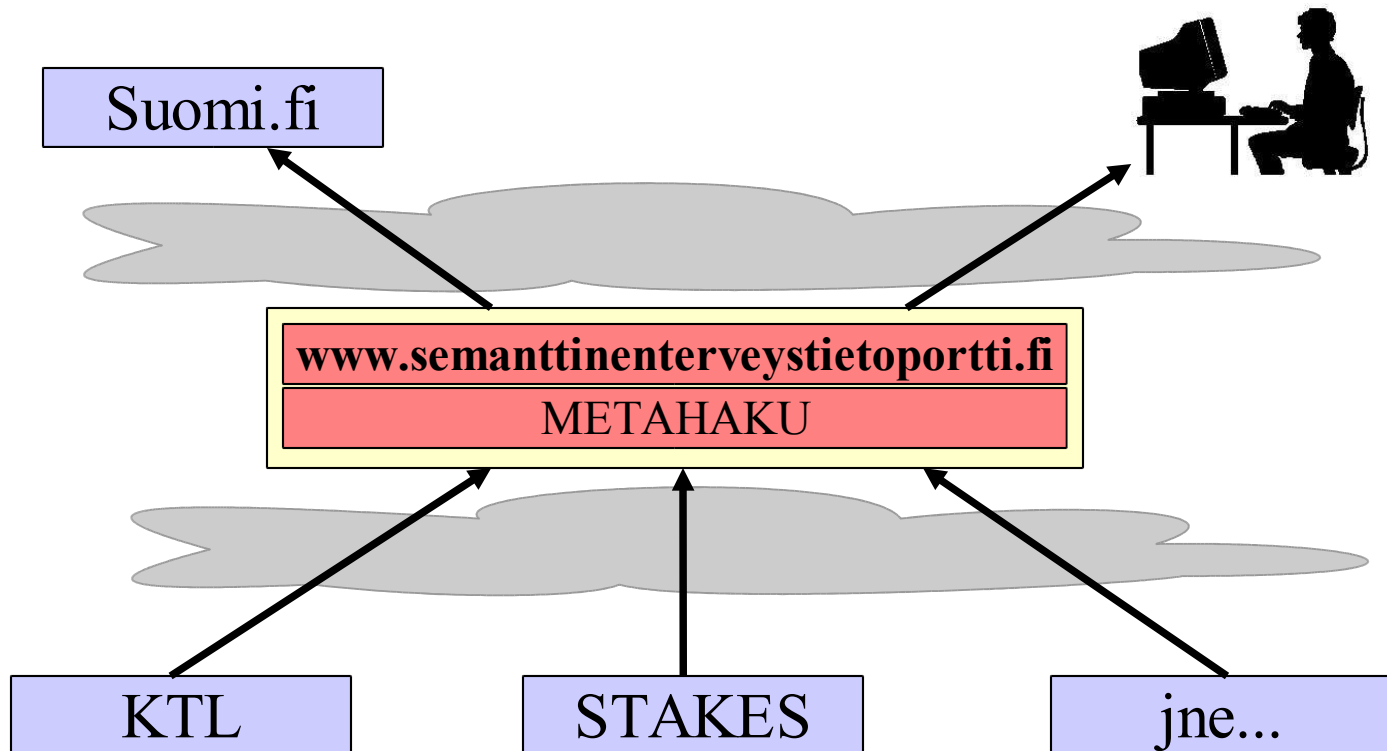 Suomi.fi
www.semanttinenterveystietoportti.fi
METAHAKU
KTL
STAKES
jne...